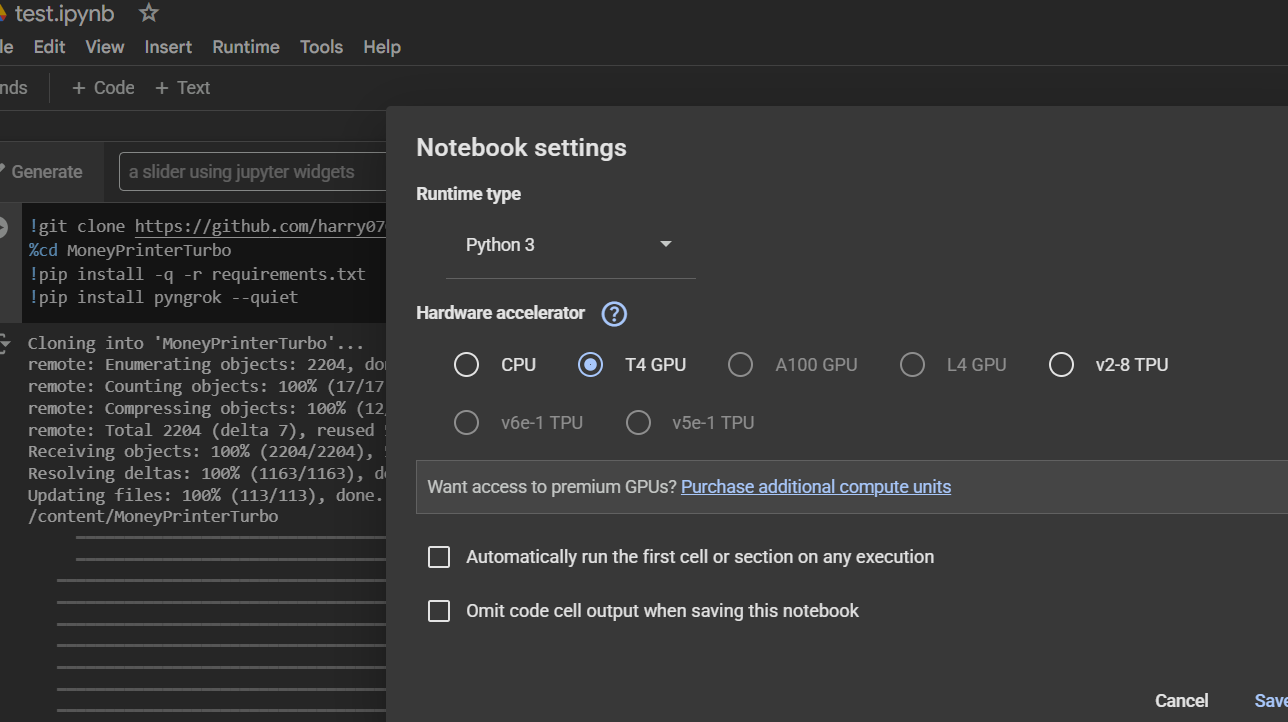 test.ipynb
Edit View Insert Runtime Tools Help
+ Code + Text
Generate
a slider using jupyter widgets
!git clone https://github.com/harry07
%cd MoneyPrinterTurbo
!pip install -q -r requirements.txt
!pip install pyngrok --quiet
Cloning into 'MoneyPrinterTurbo'...
remote: Enumerating objects: 2204,
remote: Counting objects: 100% (17/17
remote: Compressing objects: 100% (12
remote: Total 2204 (delta 7), reused
Receiving objects: 100% (2204/2204),
Resolving deltas: 100% (1163/1163),
Updating files: 100% (113/113), done.
/content/MoneyPrinterTurbo
Notebook settings
Runtime type
Python 3
Hardware accelerator ?
CPU T4 GPU A100 GPU L4 GPU v2-8 TPU
v6e-1 TPU v5e-1 TPU
Want access to premium GPUs? Purchase additional compute units
Automatically run the first cell or section on any execution
Omit code cell output when saving this notebook
Cancel Save